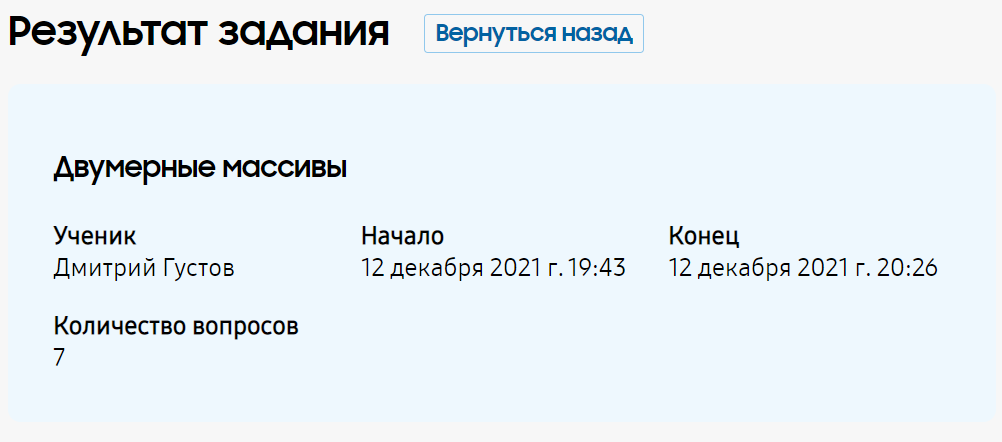 Результат задания Вернуться назад
Двумерные массивы
Ученик Начало Конец
Дмитрий Густов 12 декабря 2021 г. 19:43 12 декабря 2021 г. 20:26
Количество вопросов
7